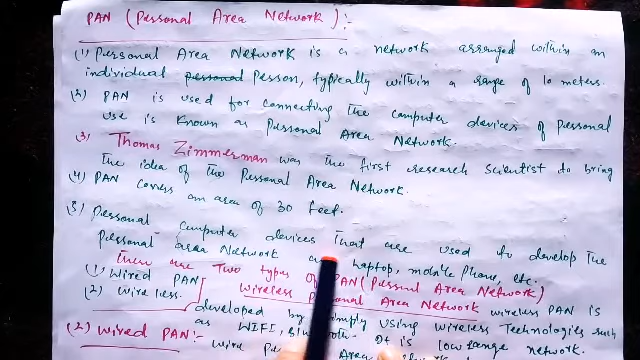 PAN (Personal Area Network):-
(1) Personal Area Network is a network arranged within an
individual personal Person, typically within a range of 10 meters.
(2) PAN is used for connecting the computer devices of personal
use is known as Personal Area Network.
(3) Thomas Zimmerman was the first research Scientist to bring
the idea of the Personal Area Network.
(4) PAN covers an area of 30 feet.
(5) Personal computer devices that are used to develop the
personal area Network Laptop, mobile phone, etc.
There are Two types of PAN (Personal Area Network)
(1) Wired PAN
(2) wireless. wireless Personal Area Network wireless PAN is
developed by simply using wireless Technologies such
as WIFI, It is low range network.
(2) Wired PAN:-
Area